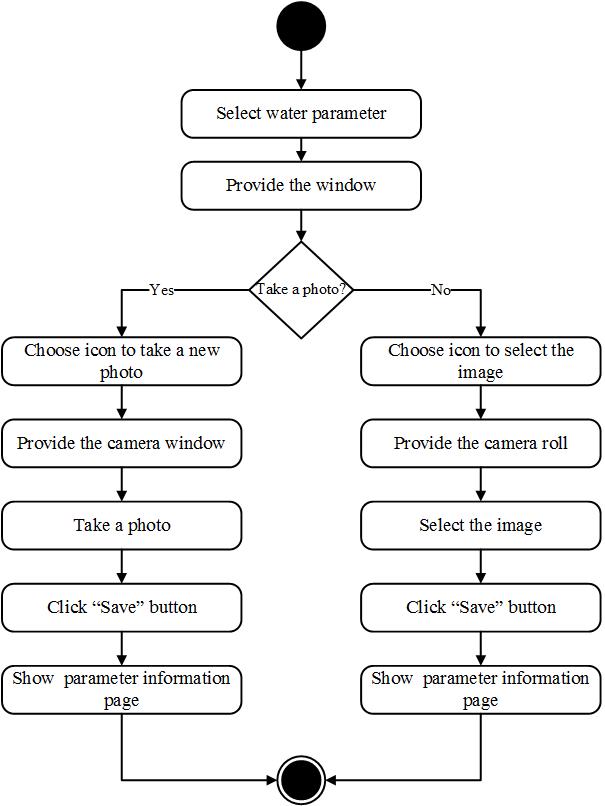 Select water parameter
Provide the window
Take a photo?
Yes
No
Choose icon to take a new
photo
Choose icon to select the
image
Provide the camera window
Provide the camera roll
Take a photo
Select the image
Click “Save” button
Click “Save” button
Show  parameter information
page
Show  parameter information
page